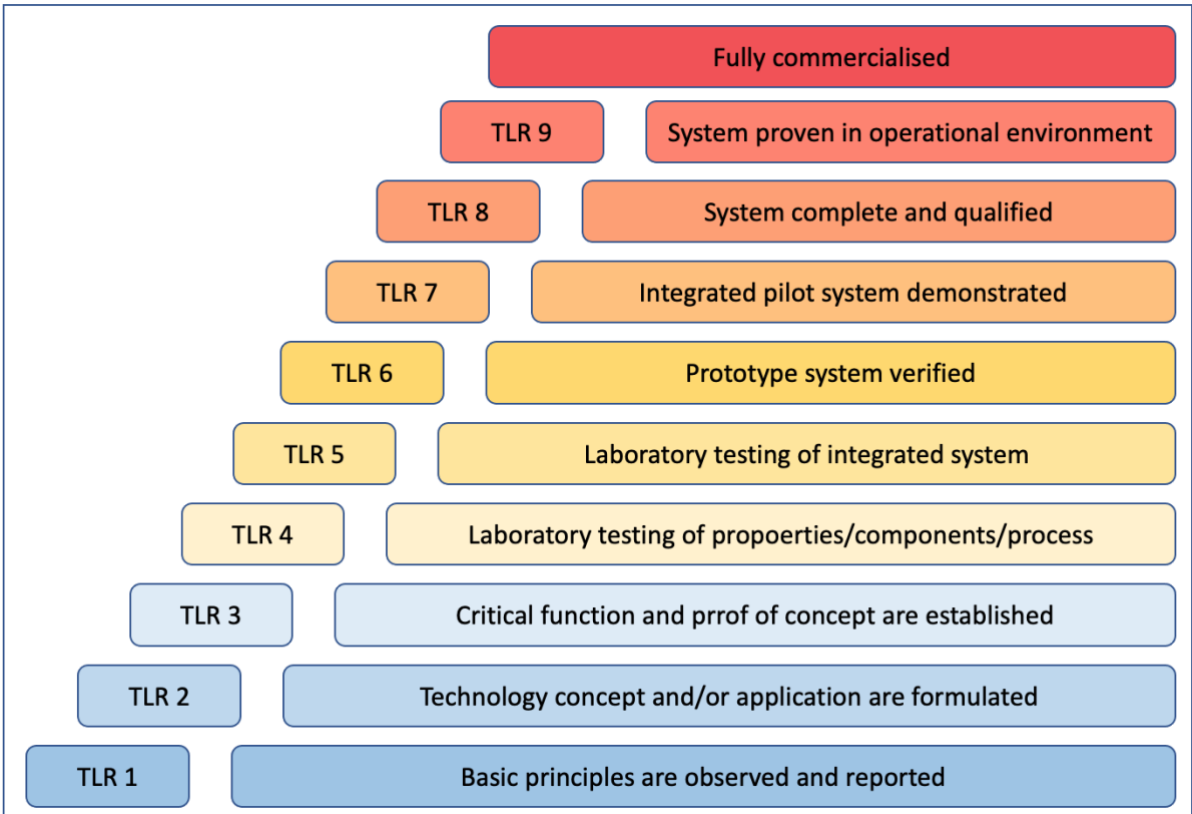 Fully commercialised
TLR 9 System proven in operational environment
TLR 8 System complete and qualified
TLR 7 Integrated pilot system demonstrated
TLR 6 Prototype system verified
TLR 5 Laboratory testing of integrated system
TLR 4 Laboratory testing of propoerties/components/process
TLR 3 Critical function and prrof of concept are established
TLR 2 Technology concept and/or application are formulated
TLR 1 Basic principles are observed and reported